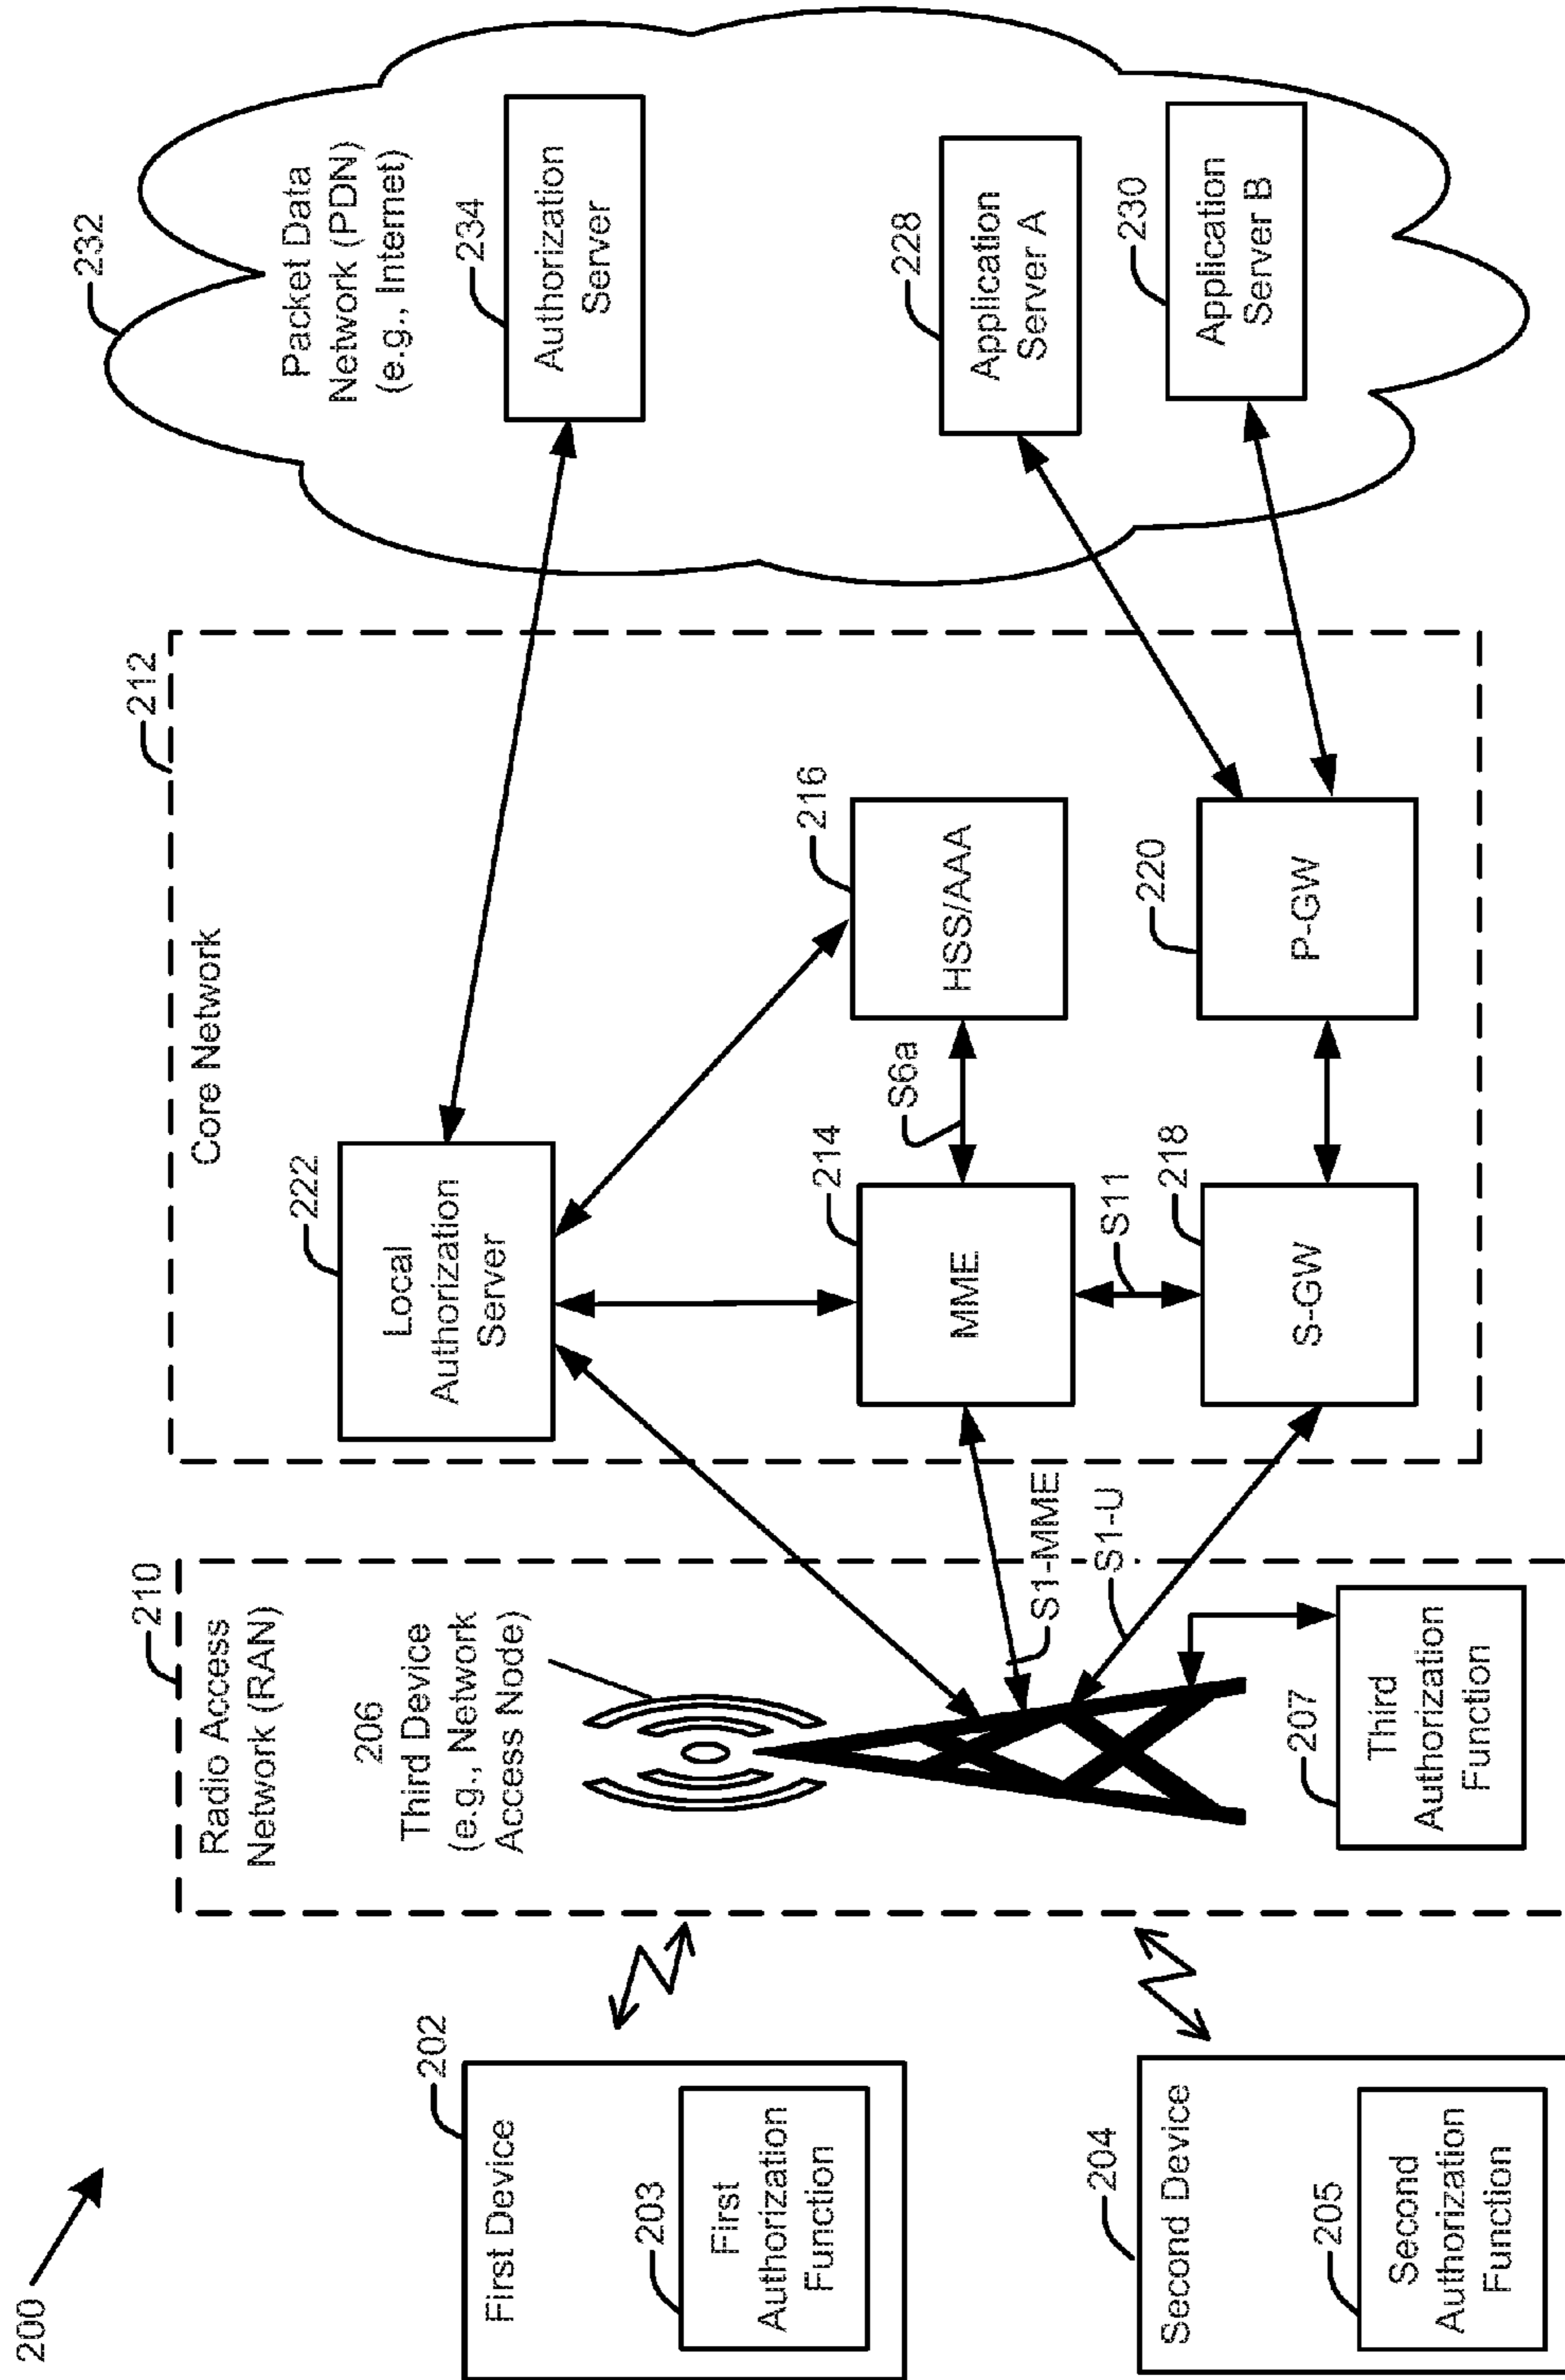 200
202
First Device
203
First
Authorization
Function
204
Second Device
205
Second
Authorization
Function
210
Radio Access
Network (RAN)
206
Third Device
(e.g., Network
Access Node)
207
Third
Authorization
Function
S1-MME
S1-U
212
Core Network
222
Local
Authorization
Server
214
MME
S6a
216
HSS/AAA
S11
218
S-GW
220
P-GW
232
Packet Data
Network (PDN)
(e.g., Internet)
234
Authorization
Server
228
Application
Server A
230
Application
Server B